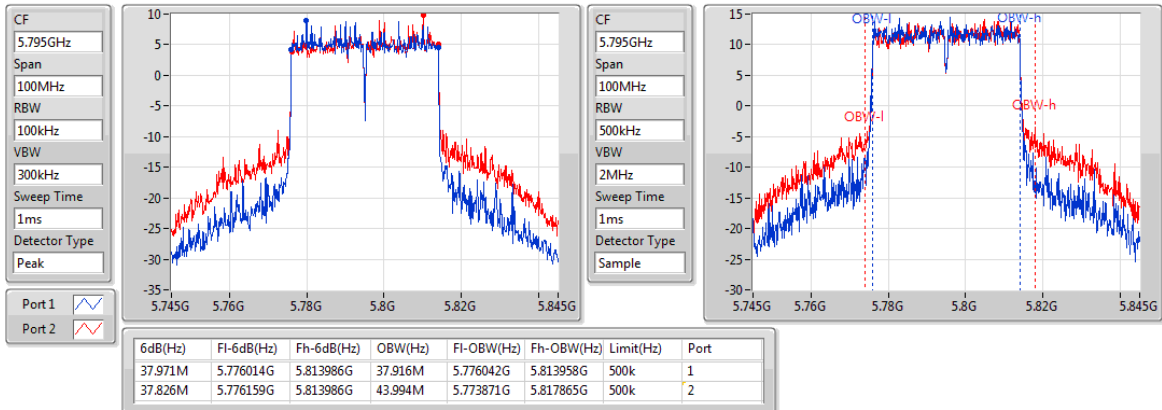 CF
5.795GHz
Span
100MHz
RBW
100kHz
VBW
300kHz
Sweep Time
1ms
Detector Type
Peak
Port 1
Port 2
10
5
0
-5
-10
-15
-20
-25
-30
-35
5.745G 5.76G 5.78G 5.8G 5.82G 5.845G
CF
5.795GHz
Span
100MHz
RBW
500kHz
VBW
2MHz
Sweep Time
1ms
Detector Type
Sample
15
10
5
0
-5
-10
-15
-20
-25
-30
OBW-l OBW-h
OBW-l OBW-h
5.745G 5.76G 5.78G 5.8G 5.82G 5.845G
6dB(Hz) Fl-6dB(Hz) Fh-6dB(Hz) OBW(Hz) Fl-OBW(Hz) Fh-OBW(Hz) Limit(Hz) Port
37.971M 5.776014G 5.813986G 37.916M 5.776042G 5.813958G 500k 1
37.826M 5.776159G 5.813986G 43.994M 5.773871G 5.817865G 500k 2